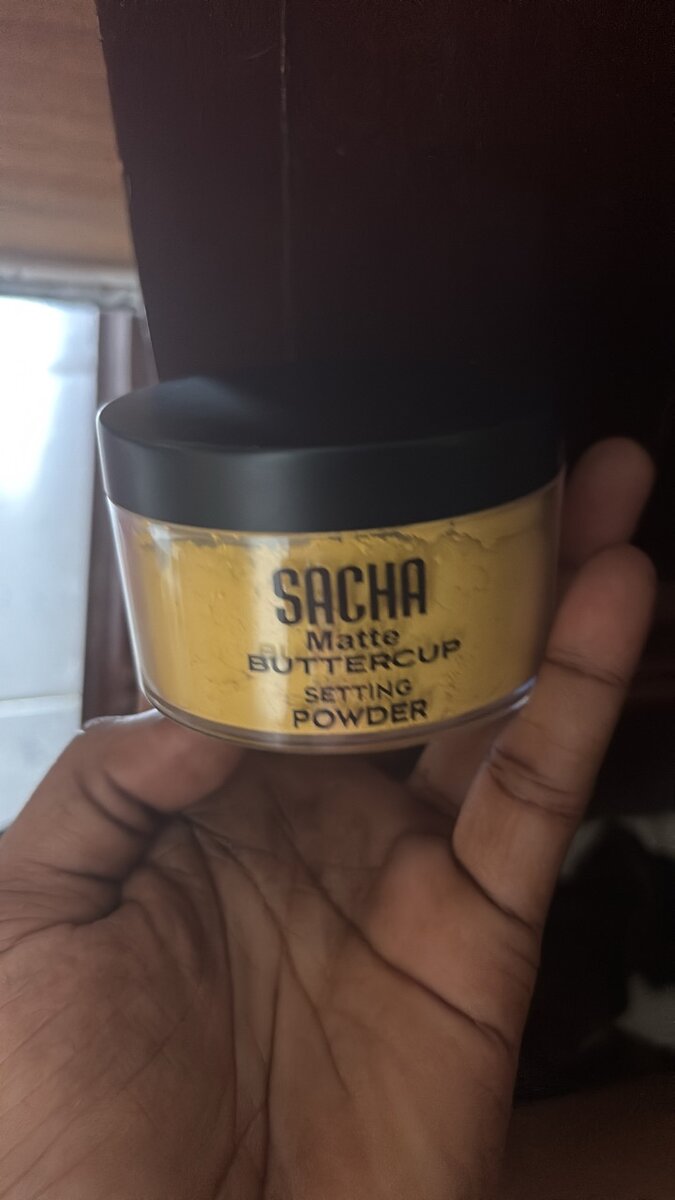 SACHA
Matte
BUTTERCUP
SETTING
POWDER